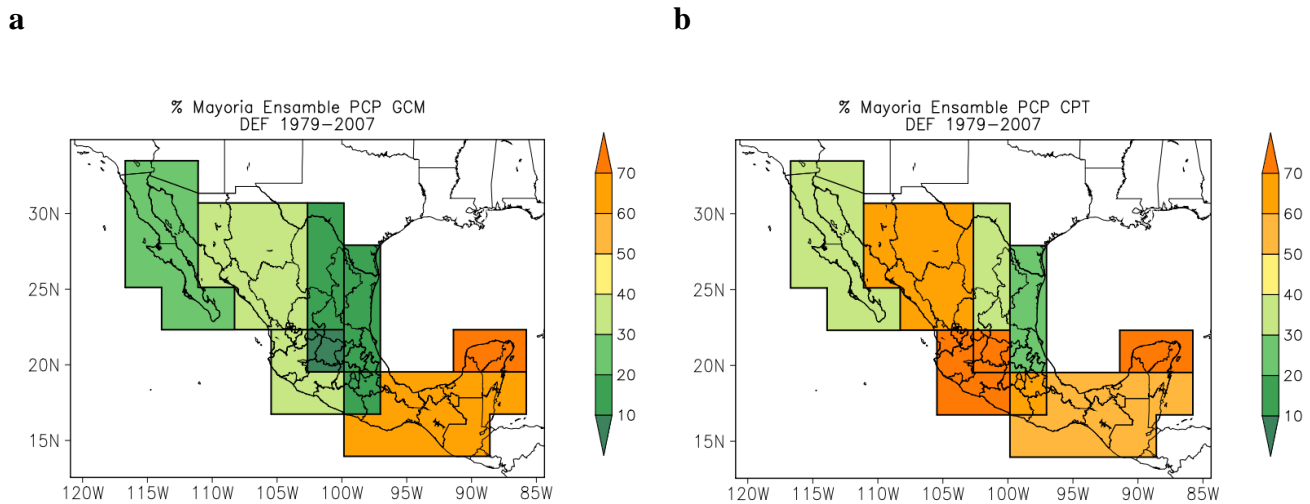 a
b
% Mayoria Ensamble PCP GCM
DEF 1979-2007
70
60
50
40
30
20
10
30N
25N
20N
15N
120W 115W 110W 105W 100W 95W 90W 85W
% Mayoria Ensamble PCP CPT
DEF 1979-2007
70
60
50
40
30
20
10
30N
25N
20N
15N
120W 115W 110W 105W 100W 95W 90W 85W